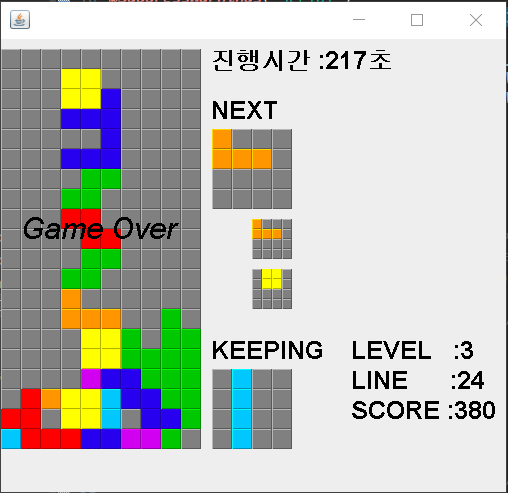 진행시간 :217초
NEXT
Game Over
KEEPING
LEVEL :3
LINE :24
SCORE :380